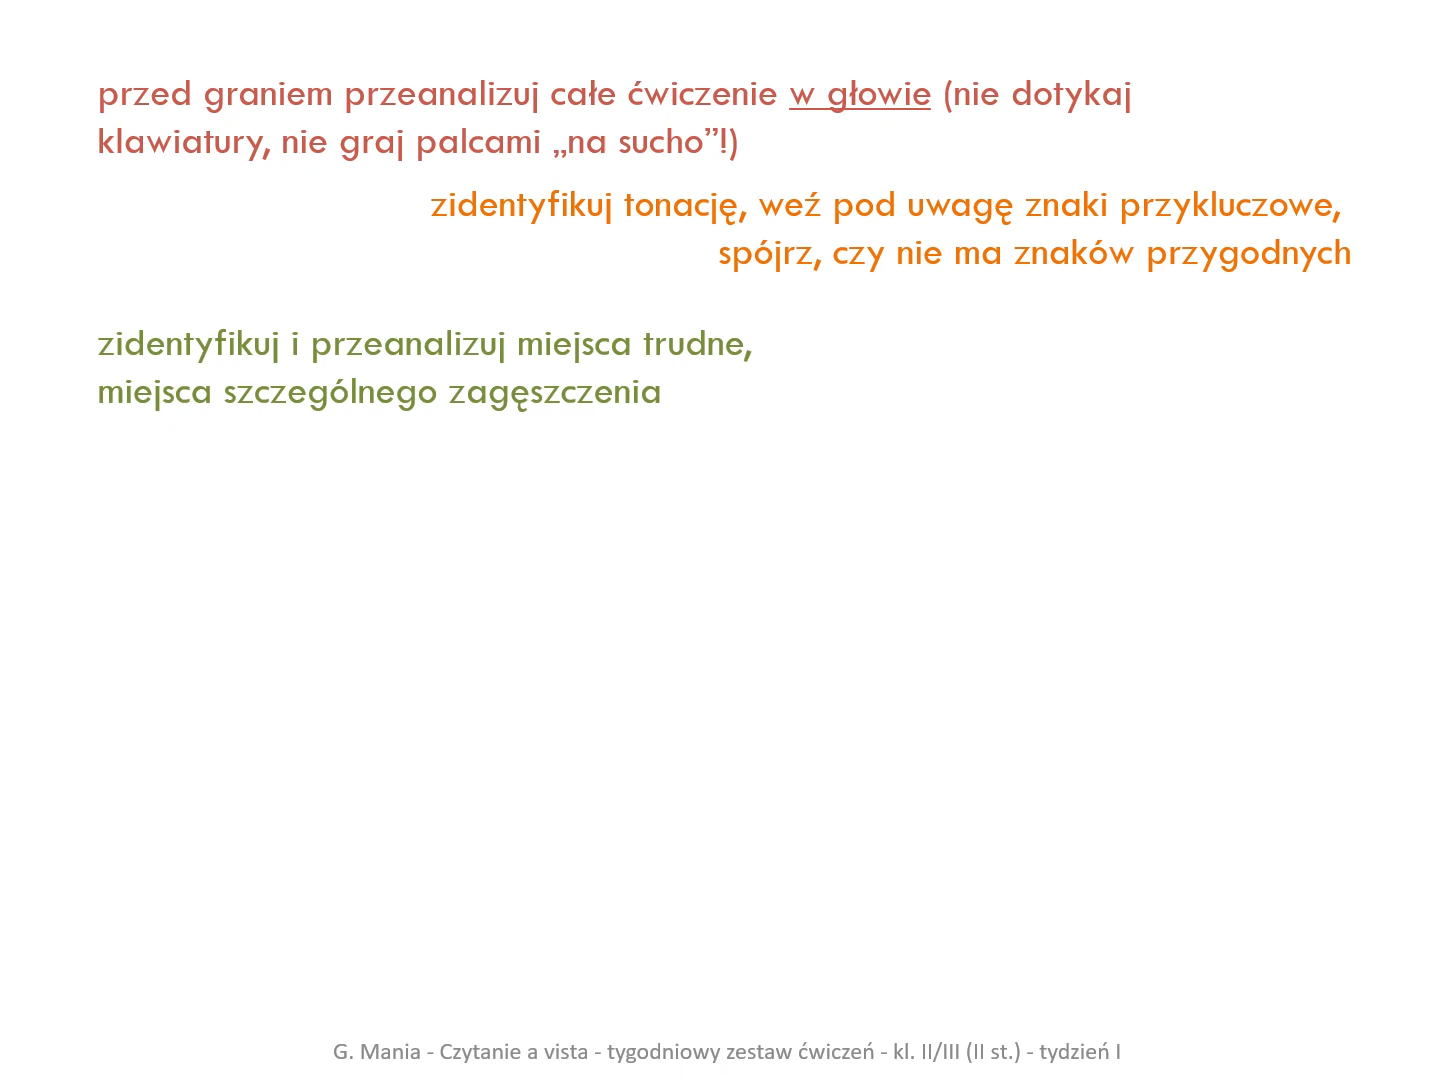 przed graniem przeanalizuj całe ćwiczenie w głowie (nie dotykaj
klawiatury, nie graj palcami „na sucho”!)
zidentyfikuj tonację, weź pod uwagę znaki przykluczowe,
spójrz, czy nie ma znaków przygodnych
zidentyfikuj i przeanalizuj miejsca trudne,
miejsca szczególnego zagęszczenia
G. Mania - Czytanie a vista - tygodniowy zestaw ćwiczeń - kl. II/III (II st.) - tydzień I